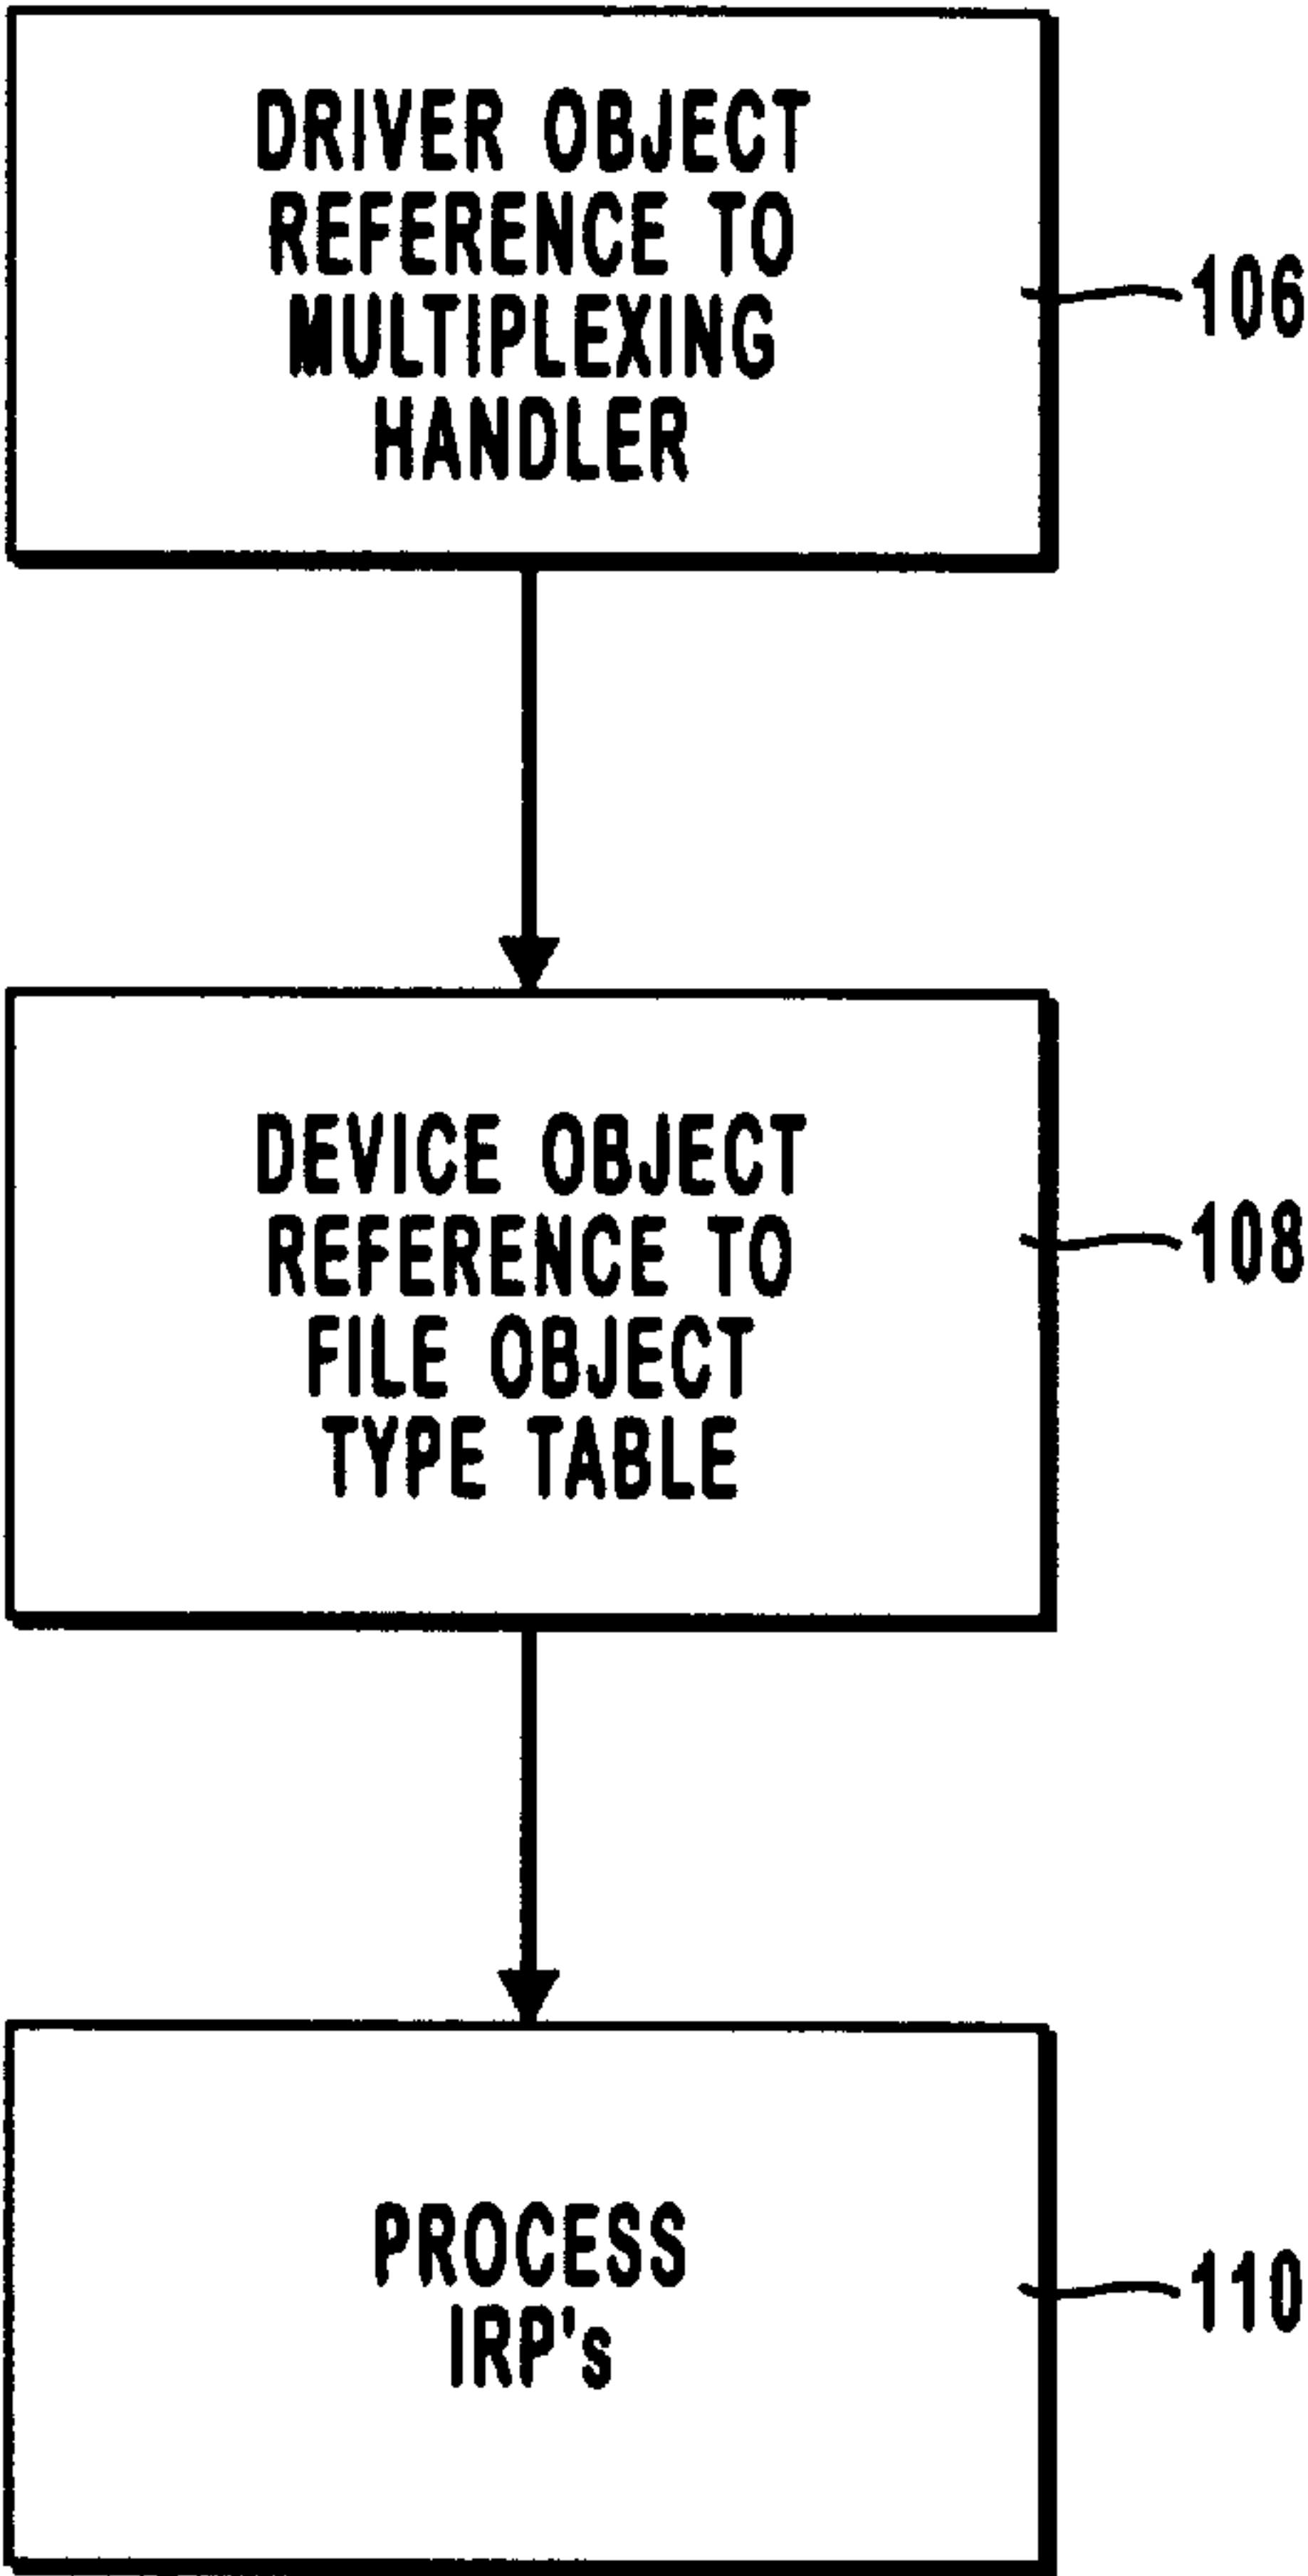 DRIVER OBJECT
REFERENCE TO
MULTIPLEXING
HANDLER
106
DEVICE OBJECT
REFERENCE TO
FILE OBJECT
TYPE TABLE
108
PROCESS
IRP's
110